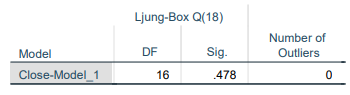 Ljung-Box Q(18)
Model DF Sig. Number of Outliers
Close-Model_1 16 .478 0